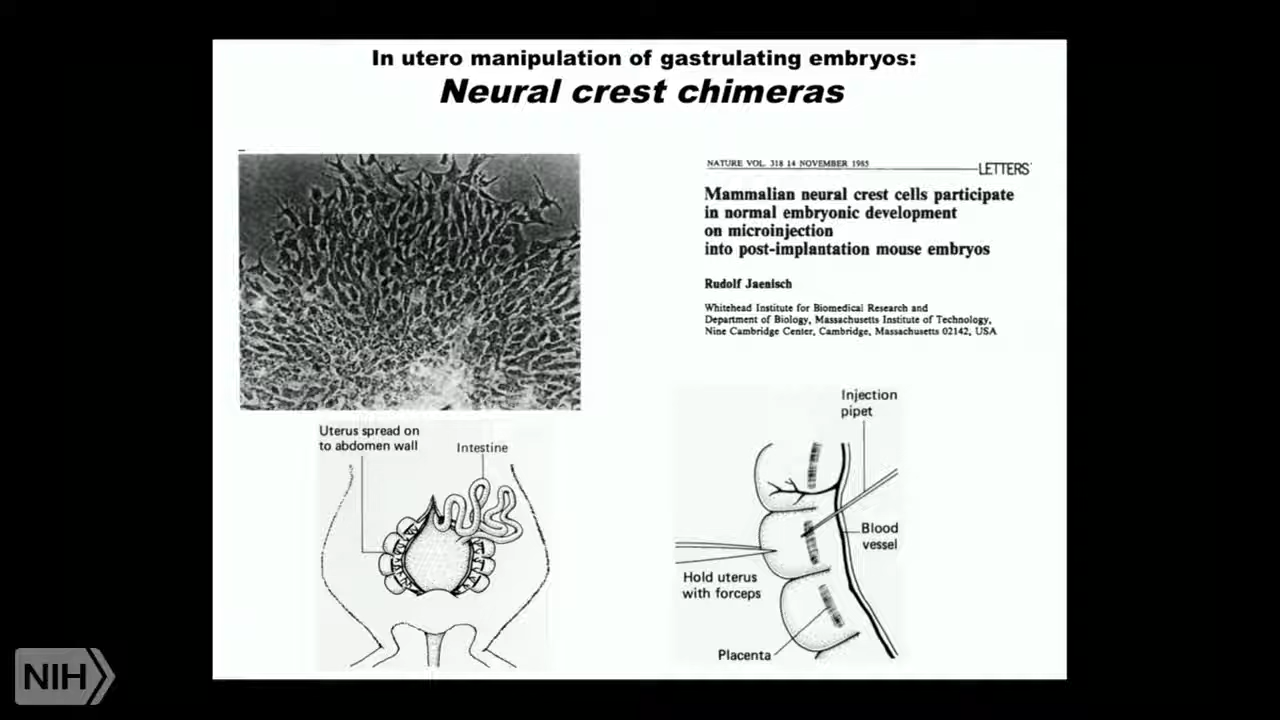 In utero manipulation of gastrulating embryos:
Neural crest chimeras
NATURE VOL. 318 14 NOVEMBER 1985
LETTERS
Mammalian neural crest cells participate
in normal embryonic development
on microinjection
into post-implantation mouse embryos
Rudolf Jaenisch
Whitehead Institute for Biomedical Research and
Department of Biology, Massachusetts Institute of Technology,
Nine Cambridge Center, Cambridge, Massachusetts 02142, USA
Uterus spread on
to abdomen wall
Intestine
Injection
pipet
Blood
vessel
Hold uterus
with forceps
Placenta
NIH